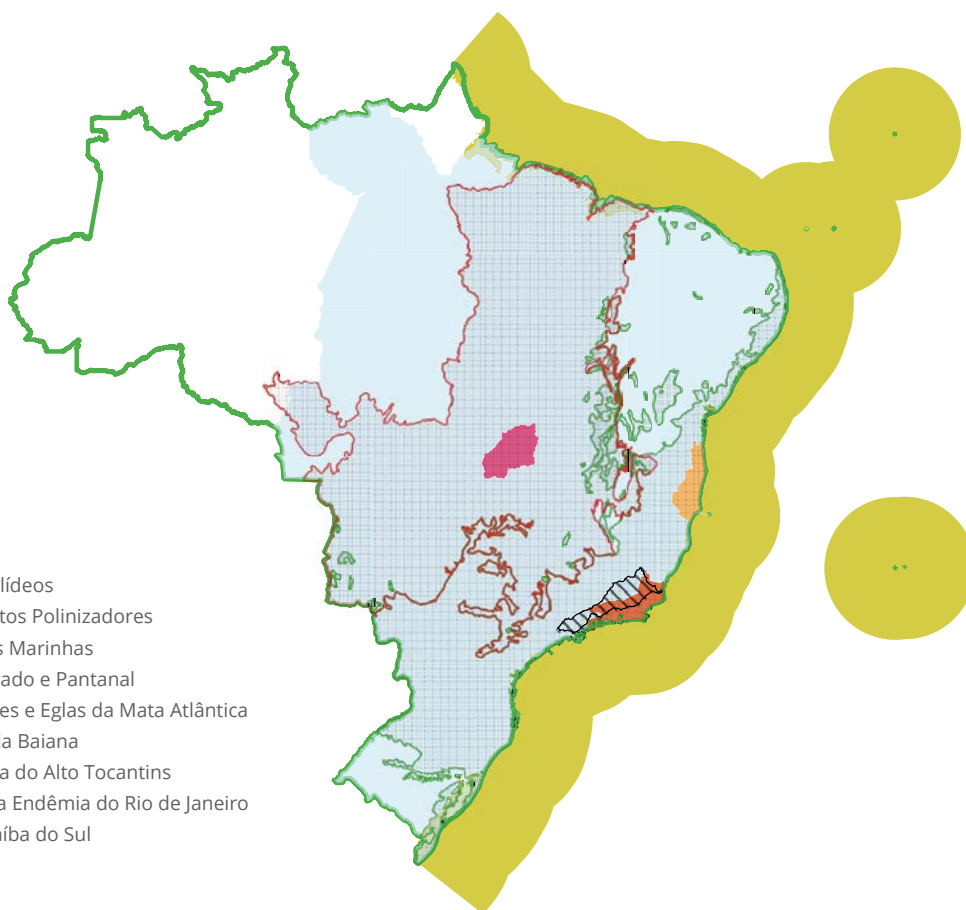 lídeos
tos Polinizadores
s Marinhas
ado e Pantanal
es e Eglas da Mata Atlântica
ia Baiana
a do Alto Tocantins
a Endêmia do Rio de Janeiro
íba do Sul